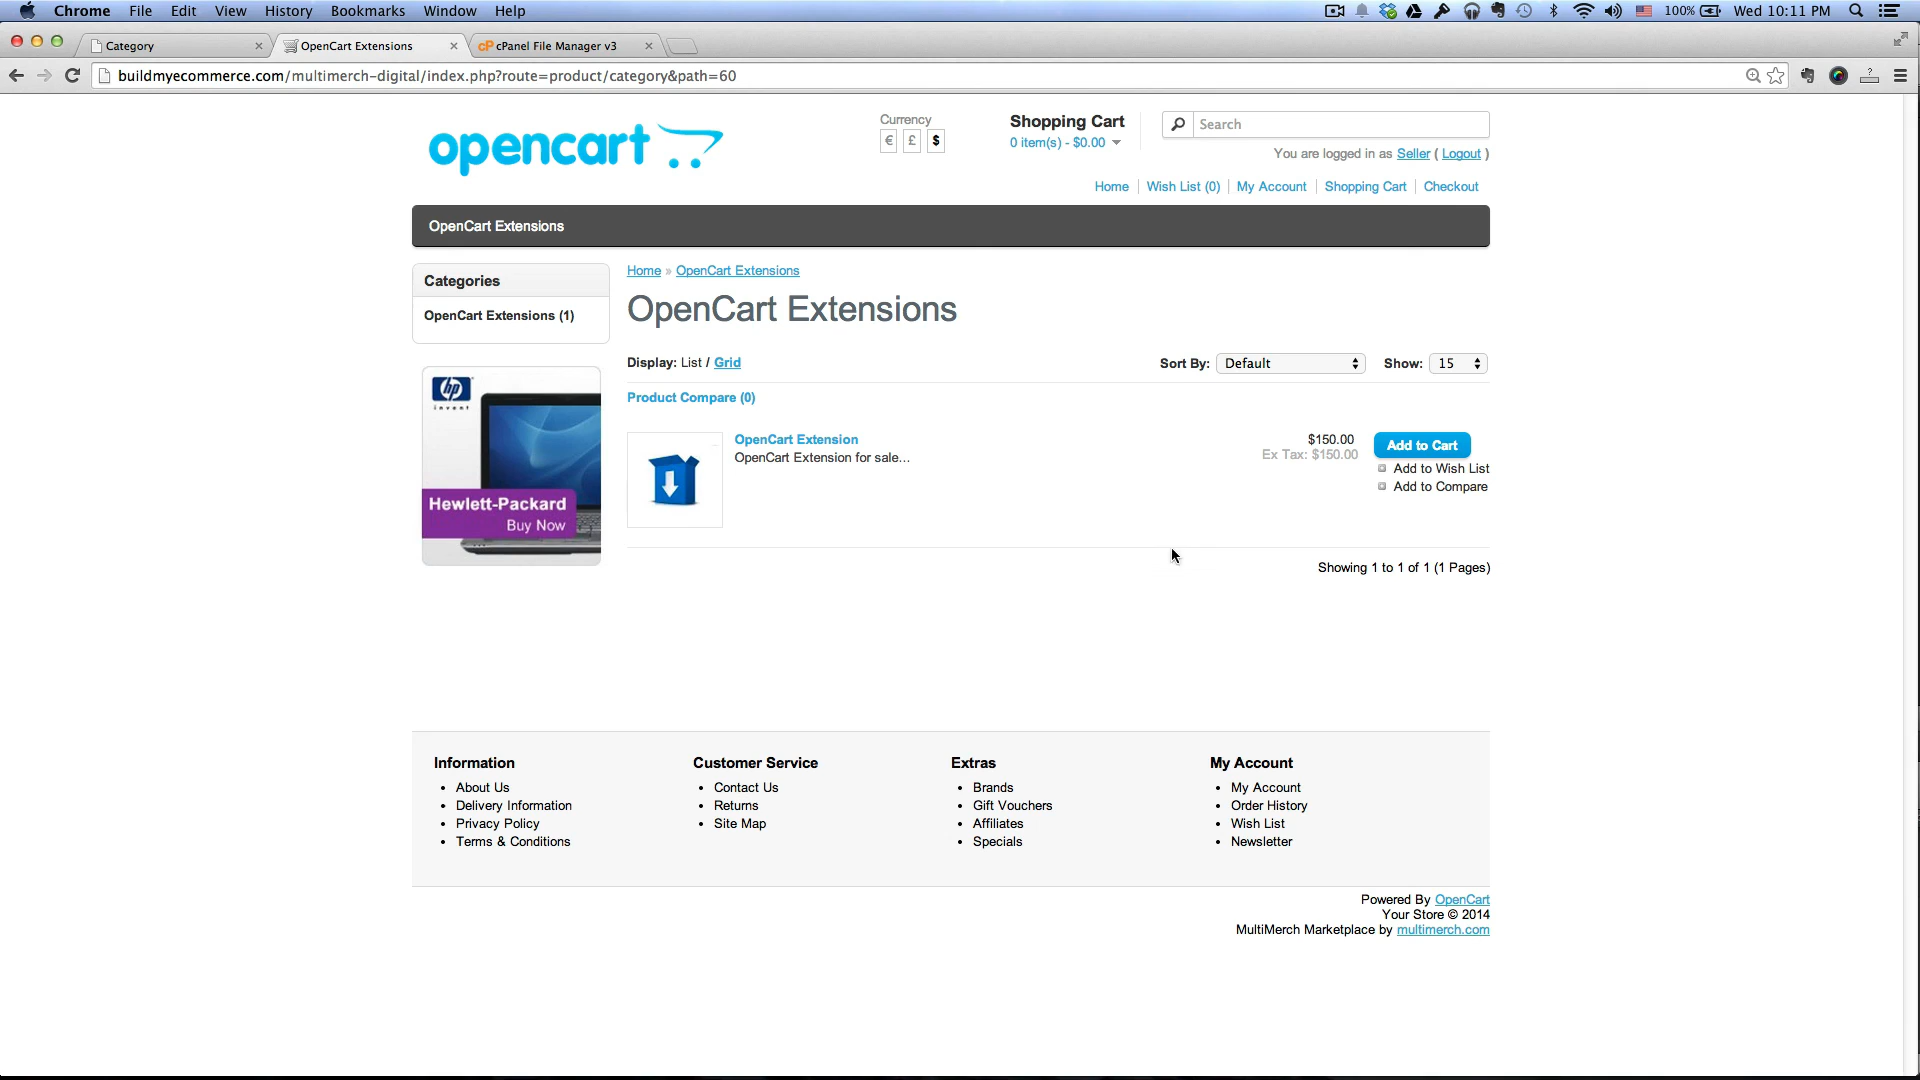 Chrome File Edit View History Bookmarks Window Help 100% Wed 10:11 PM
Category OpenCart Extensions cP cPanel File Manager v3
buildmyecommerce.com/multimerch-digital/index.php?route=product/category&path=60
opencart
Currency
€ £ $
Shopping Cart
0 item(s) - $0.00
Search
You are logged in as Seller ( Logout )
Home Wish List (0) My Account Shopping Cart Checkout
OpenCart Extensions
Categories
OpenCart Extensions (1)
hp
invent
Hewlett-Packard
Buy Now
Home » OpenCart Extensions
OpenCart Extensions
Display: List / Grid
Sort By: Default Show: 15
Product Compare (0)
OpenCart Extension
OpenCart Extension for sale...
$150.00
Ex Tax: $150.00
Add to Cart
Add to Wish List
Add to Compare
Showing 1 to 1 of 1 (1 Pages)
Information
About Us
Delivery Information
Privacy Policy
Terms & Conditions
Customer Service
Contact Us
Returns
Site Map
Extras
Brands
Gift Vouchers
Affiliates
Specials
My Account
My Account
Order History
Wish List
Newsletter
Powered By OpenCart
Your Store © 2014
MultiMerch Marketplace by multimerch.com